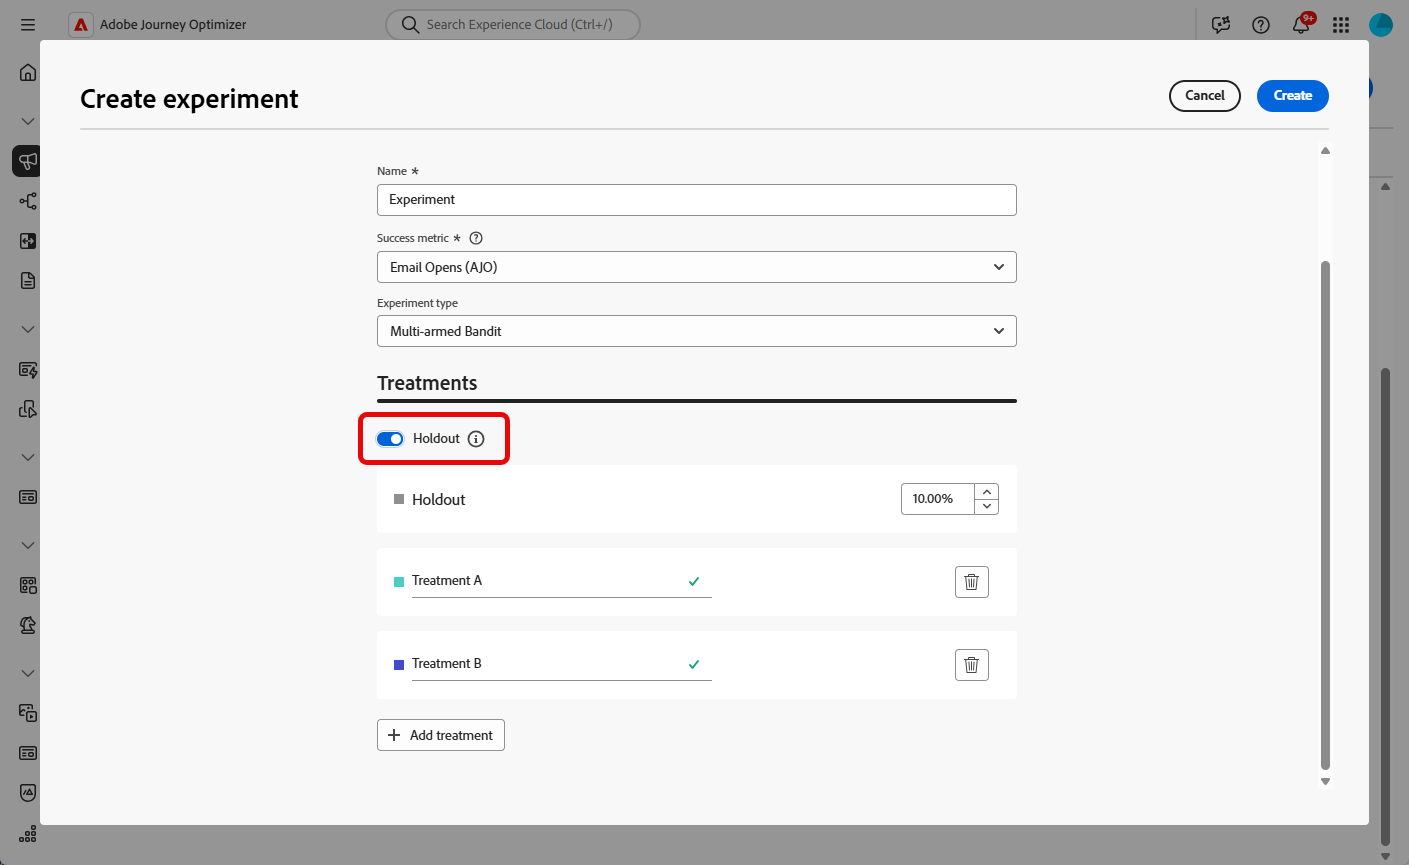 Adobe Journey Optimizer
Search Experience Cloud (Ctrl+/)
9+
Create experiment
Cancel
Create
Name *
Experiment
Success metric *
Email Opens (AJO)
Experiment type
Multi-armed Bandit
Treatments
Holdout
Holdout
10.00%
Treatment A
Treatment B
Add treatment